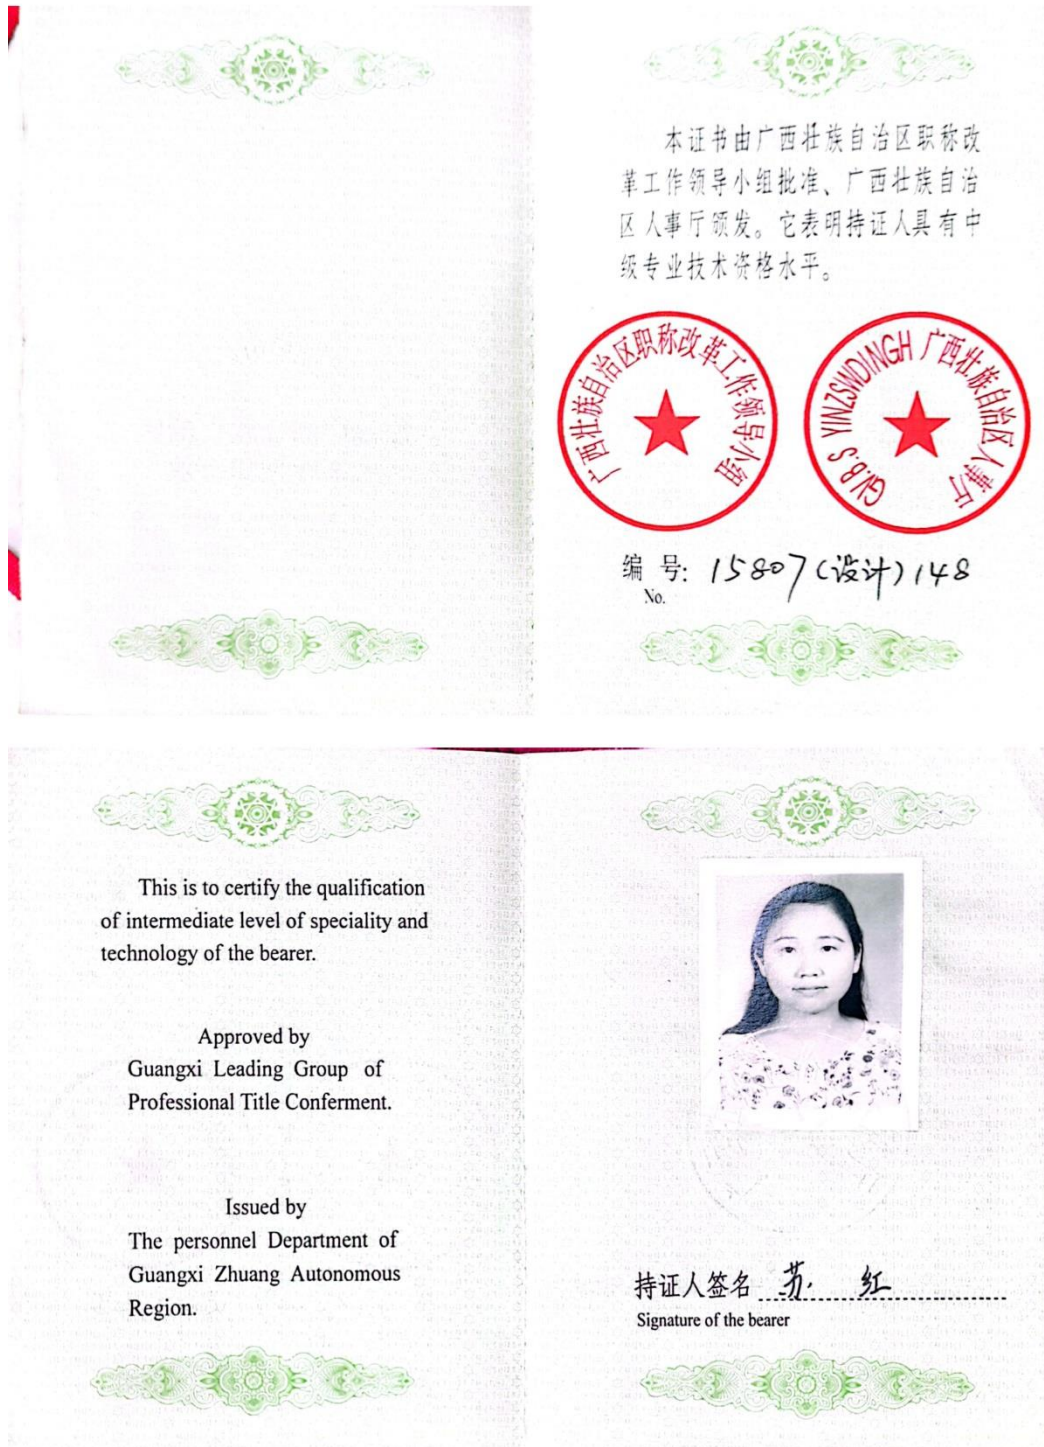 本证书由广西壮族自治区职称改
革工作领导小组批准、广西壮族自治
区人事厅颁发。它表明持证人具有中
级专业技术资格水平。
广西壮族自治区职称改革工作领导小组
GV.B.S YINZSWDINGH 广西壮族自治区人事厅
编 号: 15807(设计)148
No.
This is to certify the qualification
of intermediate level of speciality and
technology of the bearer.
Approved by
Guangxi Leading Group of
Professional Title Conferment.
Issued by
The personnel Department of
Guangxi Zhuang Autonomous
Region.
持证人签名 苏 红
Signature of the bearer